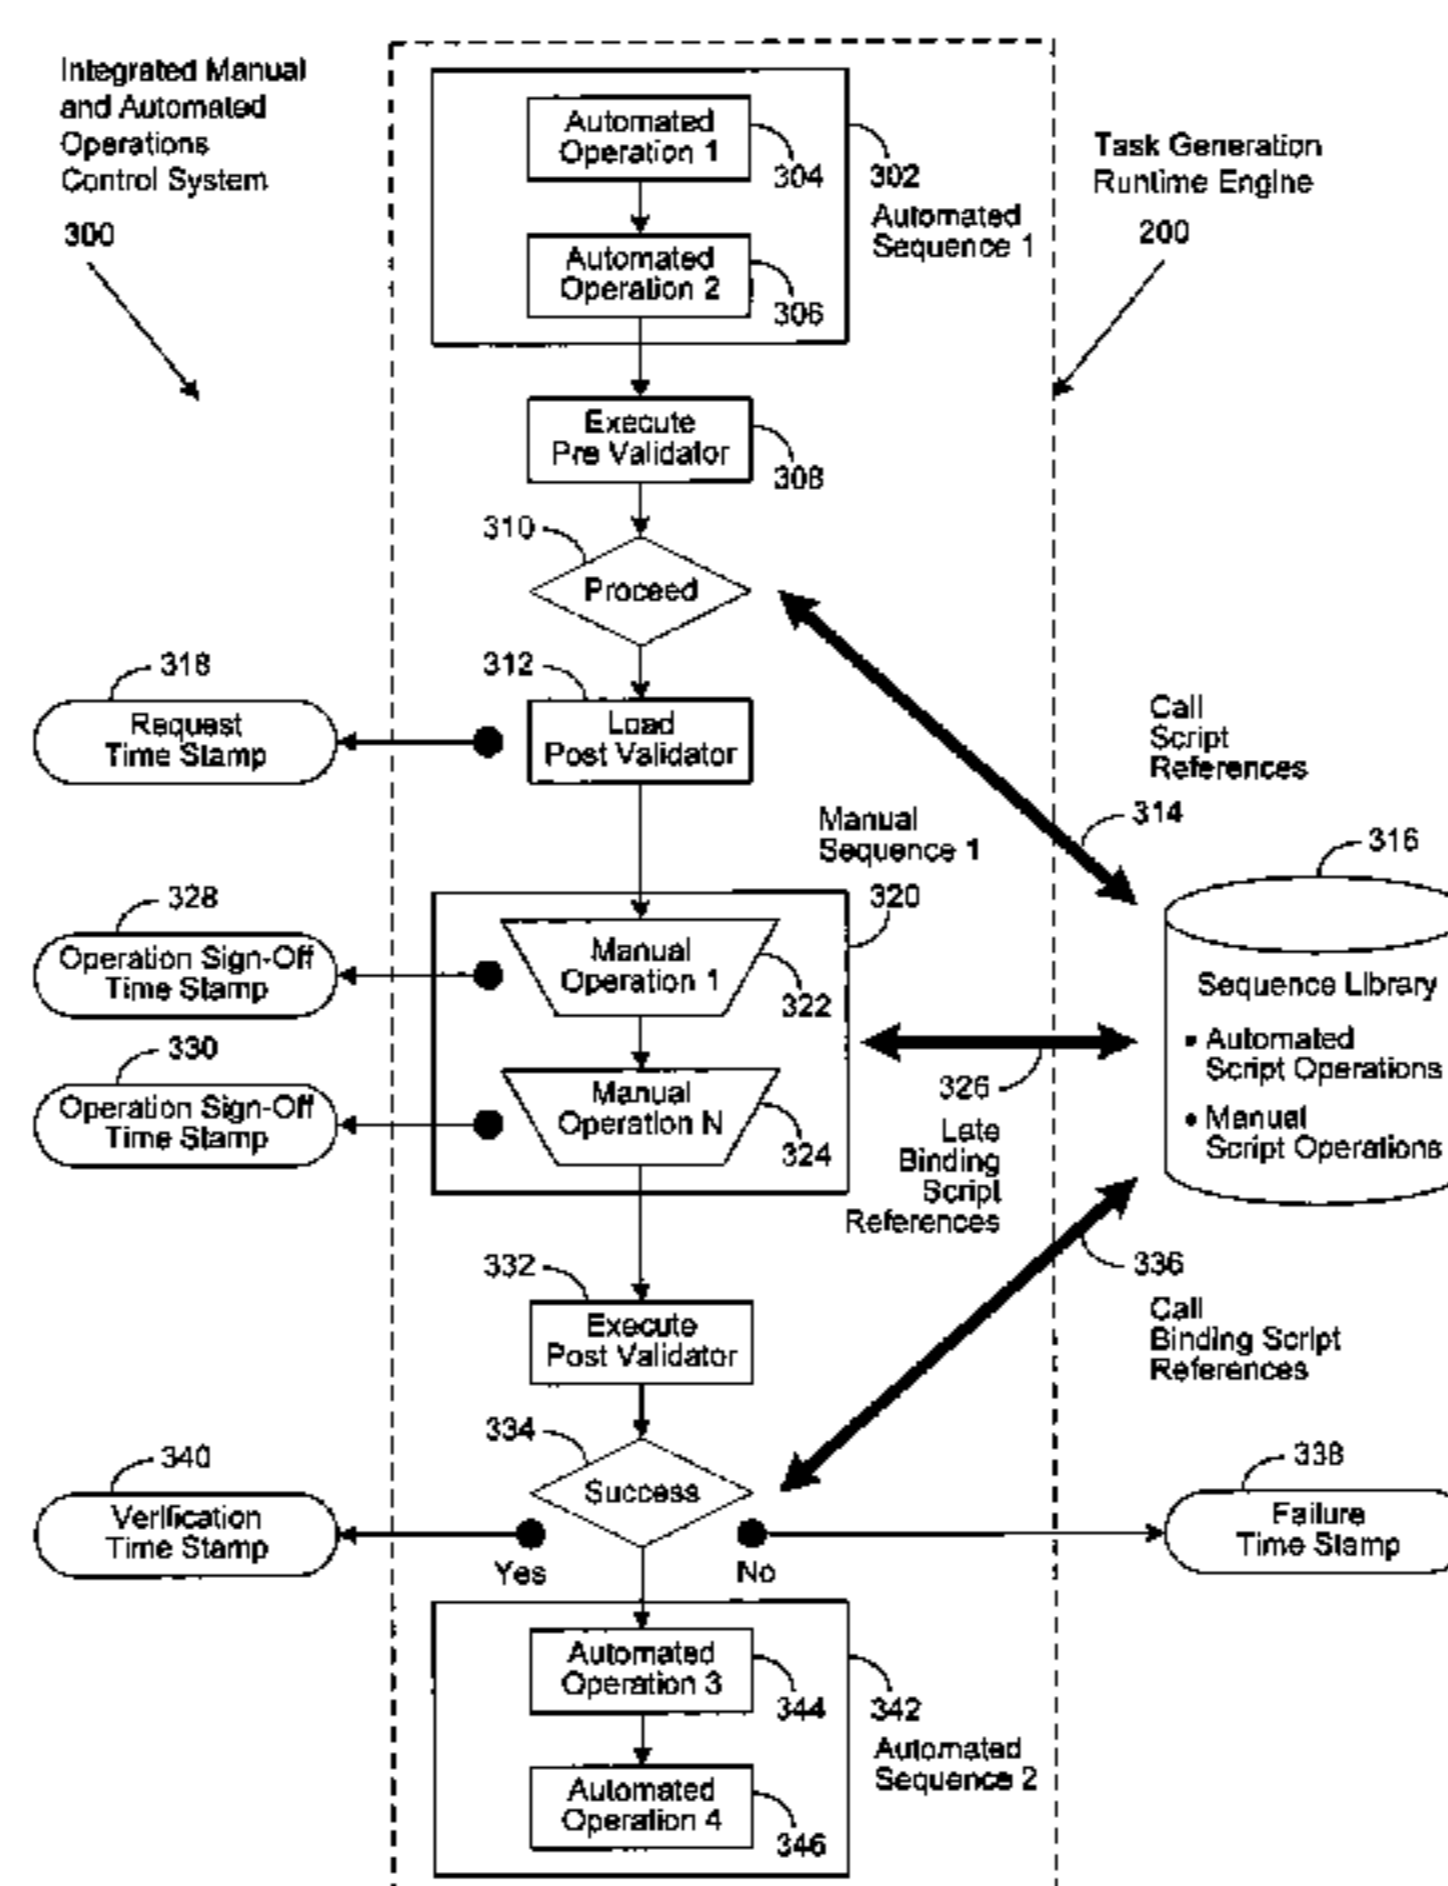 Integrated Manual
and Automated
Operations
Control System
300
Automated
Operation 1
304
302
Automated
Sequence 1
Task Generation
Runtime Engine
200
Automated
Operation 2
306
Execute
Pre Validator
308
310
Proceed
318
Request
Time Stamp
312
Load
Post Validator
Call
Script
References
314
316
Manual
Sequence 1
320
328
Operation Sign-Off
Time Stamp
Manual
Operation 1
322
Sequence Library
• Automated
Script Operations
• Manual
Script Operations
330
Operation Sign-Off
Time Stamp
Manual
Operation N
324
326
Late
Binding
Script
References
332
Execute
Post Validator
336
Call
Binding Script
References
334
Success
340
Verification
Time Stamp
Yes
No
338
Failure
Time Stamp
Automated
Operation 3
344
342
Automated
Sequence 2
Automated
Operation 4
346